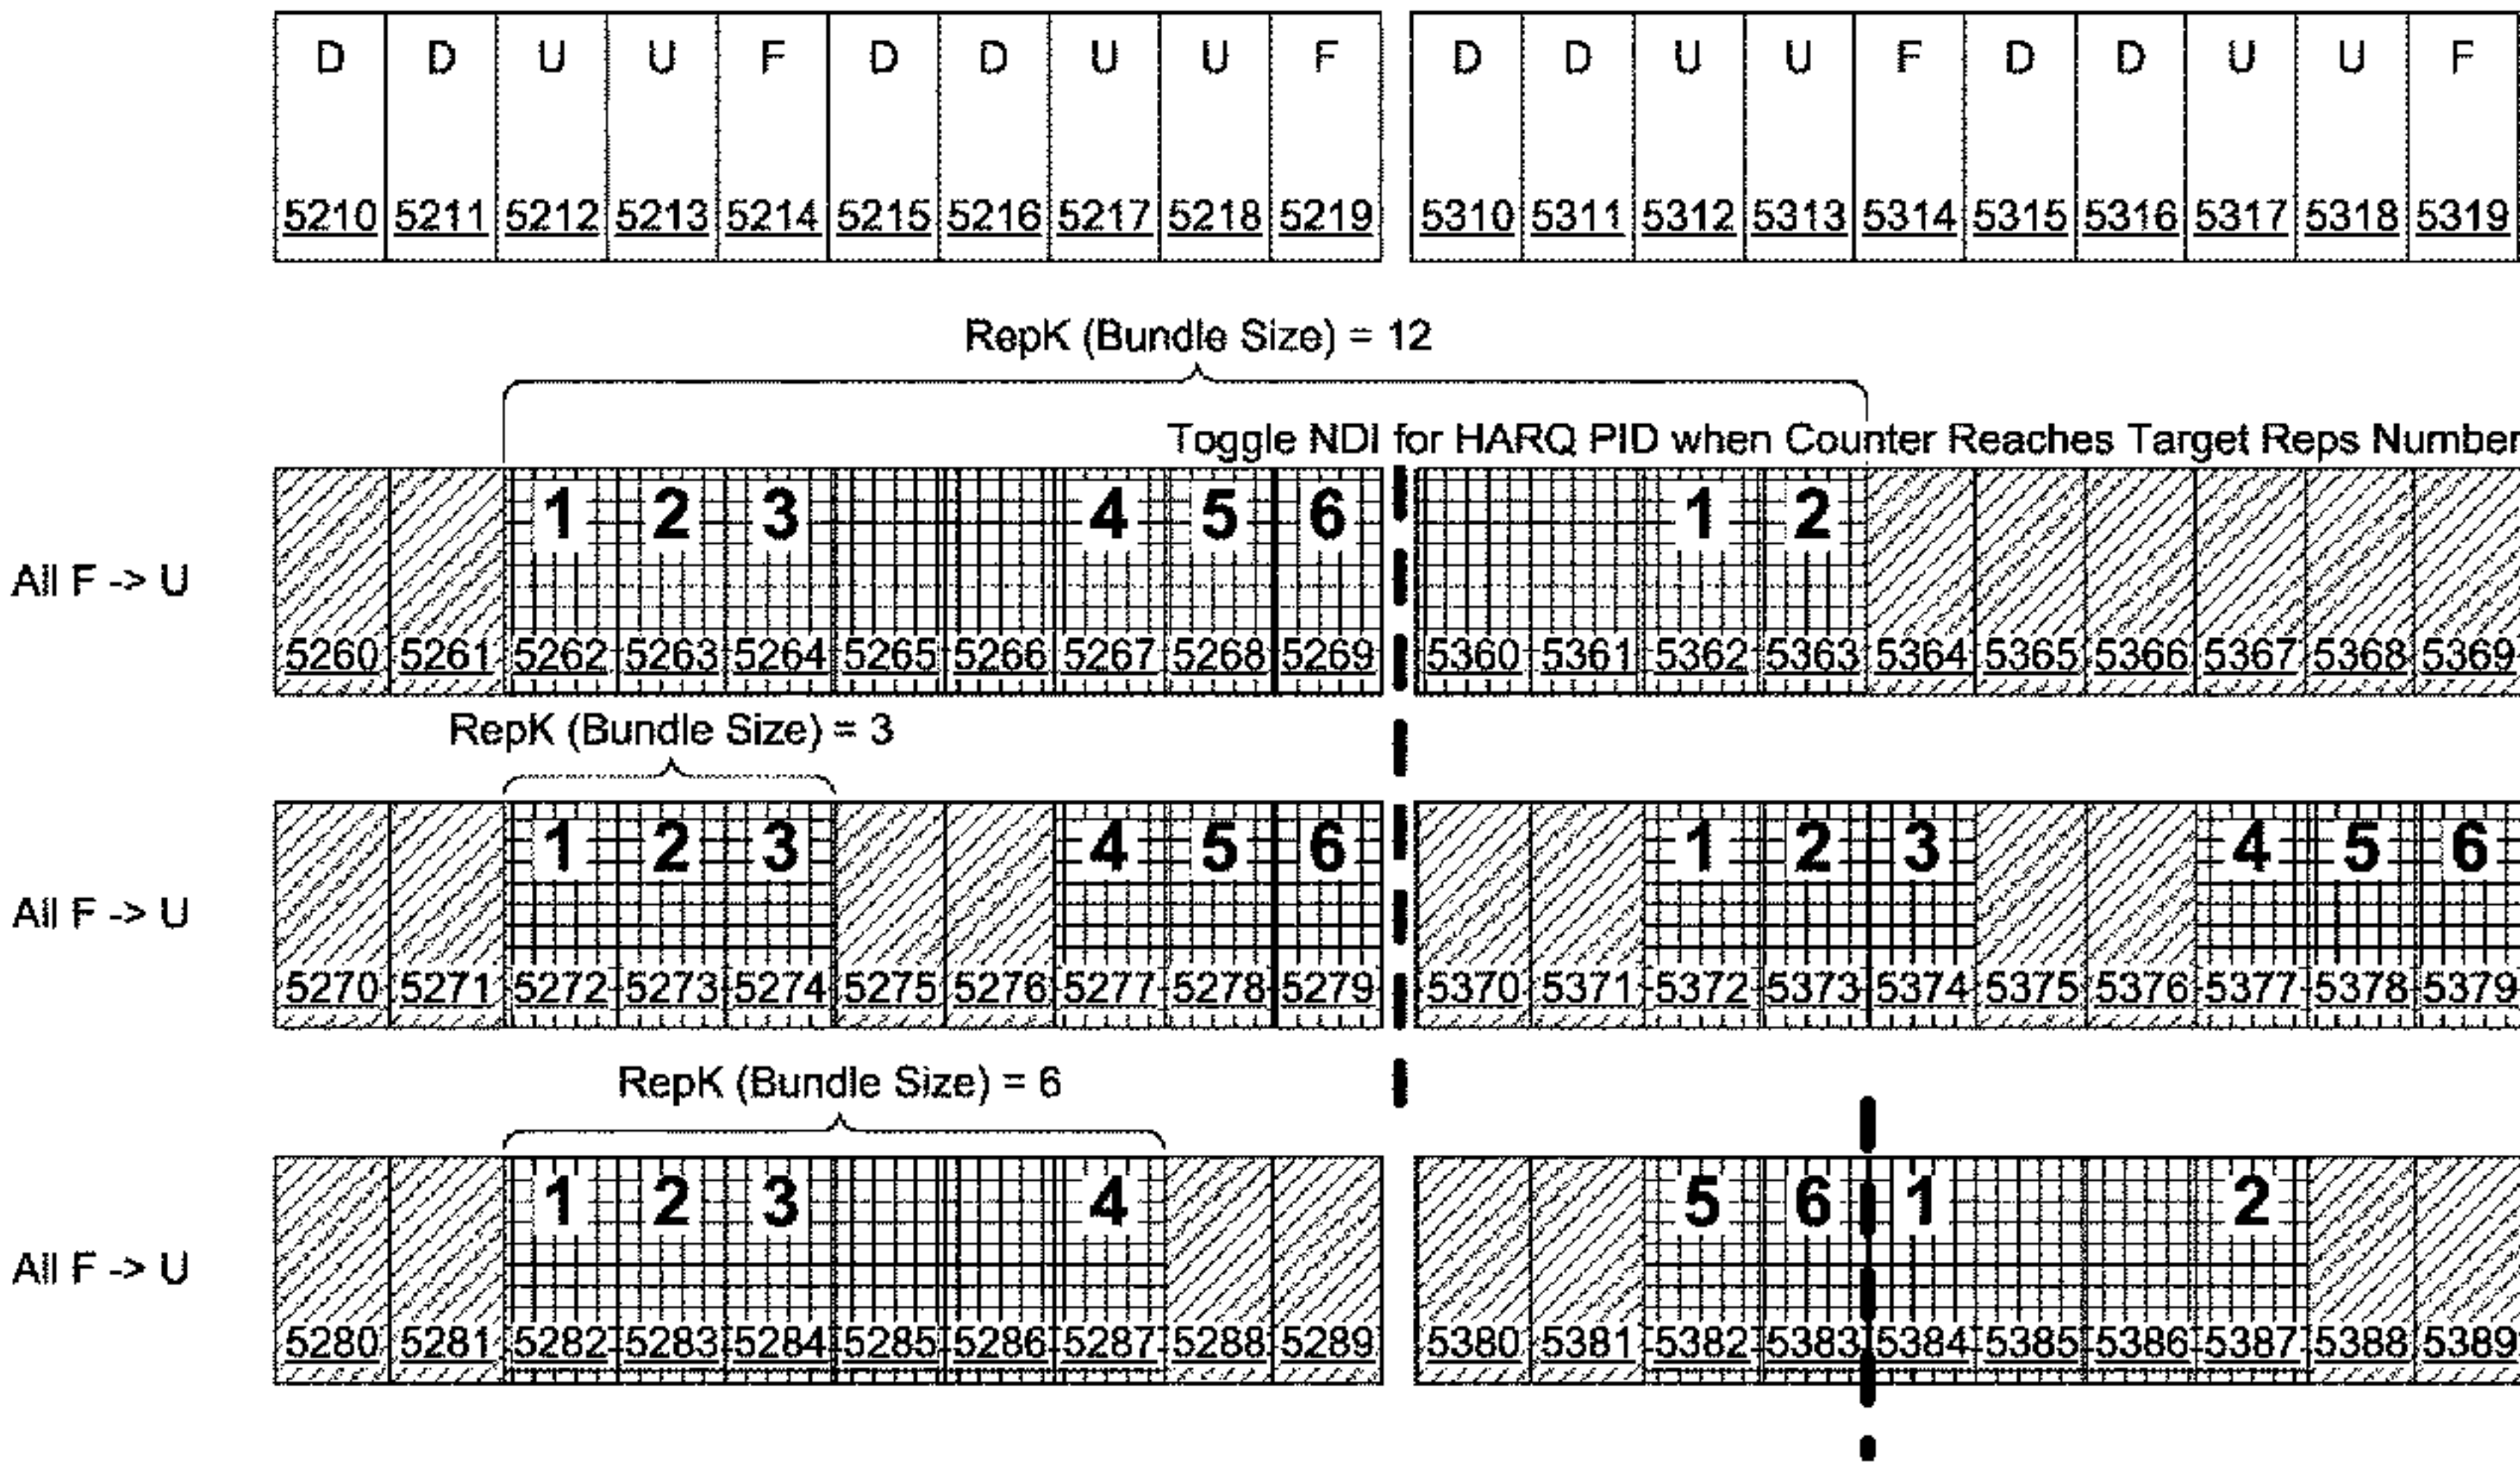 D D U U F D D U U F D D U U F D D U U F
5210 5211 5212 5213 5214 5215 5216 5217 5218 5219 5310 5311 5312 5313 5314 5315 5316 5317 5318 5319
RepK (Bundle Size) = 12
Toggle NDI for HARQ PID when Counter Reaches Target Reps Number
1 2 3 4 5 6 1 2
All F -> U
5260 5261 5262 5263 5264 5265 5266 5267 5268 5269 5360 5361 5362 5363 5364 5365 5366 5367 5368 5369
RepK (Bundle Size) = 3
1 2 3 4 5 6 1 2 3 4 5 6
All F -> U
5270 5271 5272 5273 5274 5275 5276 5277 5278 5279 5370 5371 5372 5373 5374 5375 5376 5377 5378 5379
RepK (Bundle Size) = 6
1 2 3 4 5 6 1 2
All F -> U
5280 5281 5282 5283 5284 5285 5286 5287 5288 5289 5380 5381 5382 5383 5384 5385 5386 5387 5388 5389